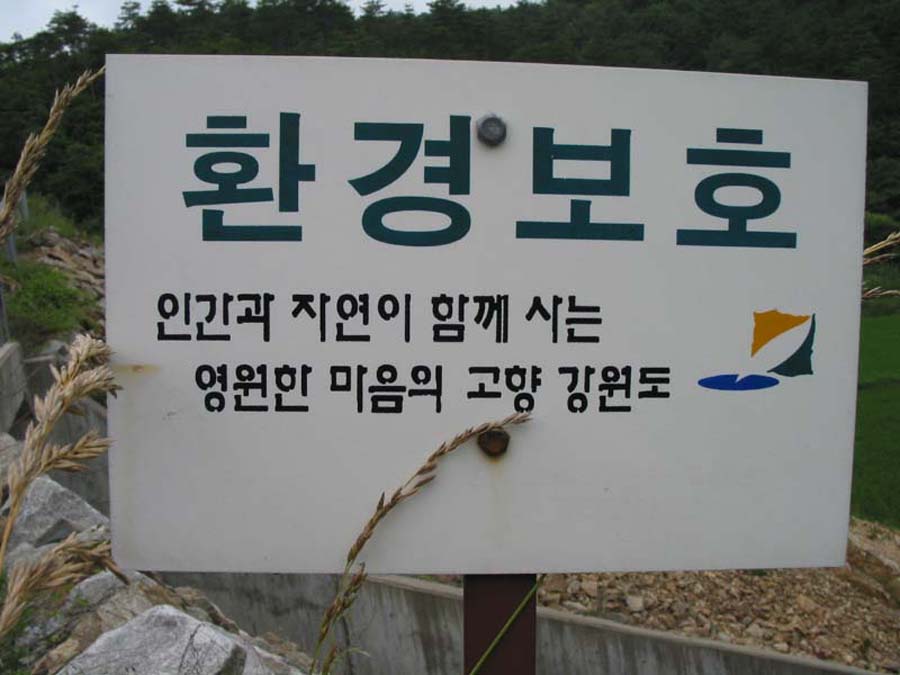 환경보호
인간과 자연이 함께 사는
영원한 마음의 고향 강원도